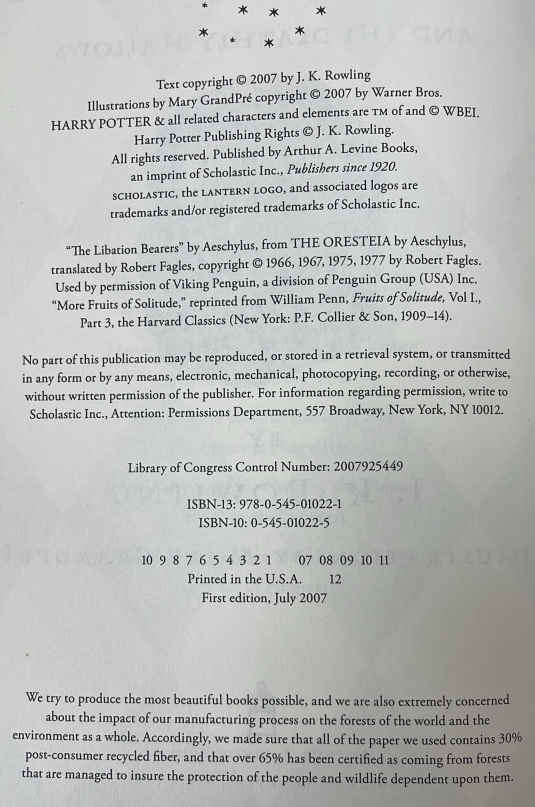 Text copyright © 2007 by J. K. Rowling
Illustrations by Mary GrandPré copyright © 2007 by Warner Bros.
HARRY POTTER & all related characters and elements are TM of and © WBEI.
Harry Potter Publishing Rights © J. K. Rowling.
All rights reserved. Published by Arthur A. Levine Books,
an imprint of Scholastic Inc., Publishers since 1920.
SCHOLASTIC, the LANTERN LOGO, and associated logos are
trademarks and/or registered trademarks of Scholastic Inc.
“The Libation Bearers” by Aeschylus, from THE ORESTEIA by Aeschylus,
translated by Robert Fagles, copyright © 1966, 1967, 1975, 1977 by Robert Fagles.
Used by permission of Viking Penguin, a division of Penguin Group (USA) Inc.
“More Fruits of Solitude,” reprinted from William Penn, Fruits of Solitude, Vol I.,
Part 3, the Harvard Classics (New York: P.F. Collier & Son, 1909–14).
No part of this publication may be reproduced, or stored in a retrieval system, or transmitted
in any form or by any means, electronic, mechanical, photocopying, recording, or otherwise,
without written permission of the publisher. For information regarding permission, write to
Scholastic Inc., Attention: Permissions Department, 557 Broadway, New York, NY 10012.
Library of Congress Control Number: 2007925449
ISBN-13: 978-0-545-01022-1
ISBN-10: 0-545-01022-5
10 9 8 7 6 5 4 3 2 1 07 08 09 10 11
Printed in the U.S.A. 12
First edition, July 2007
We try to produce the most beautiful books possible, and we are also extremely concerned
about the impact of our manufacturing process on the forests of the world and the
environment as a whole. Accordingly, we made sure that all of the paper we used contains 30%
post-consumer recycled fiber, and that over 65% has been certified as coming from forests
that are managed to insure the protection of the people and wildlife dependent upon them.